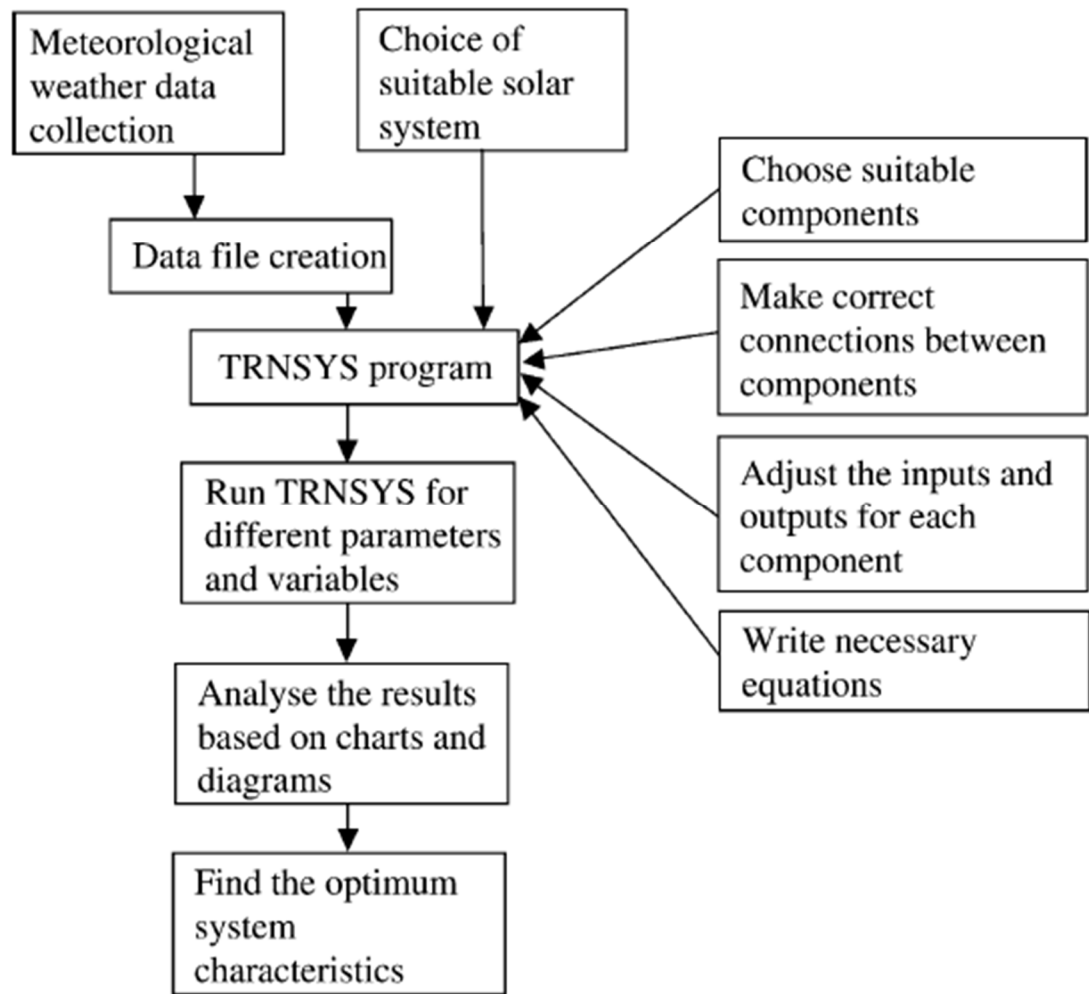 Meteorological
weather data
collection
Choice of
suitable solar
system
Data file creation
TRNSYS program
Run TRNSYS for
different parameters
and variables
Analyse the results
based on charts and
diagrams
Find the optimum
system
characteristics
Choose suitable
components
Make correct
connections between
components
Adjust the inputs and
outputs for each
component
Write necessary
equations